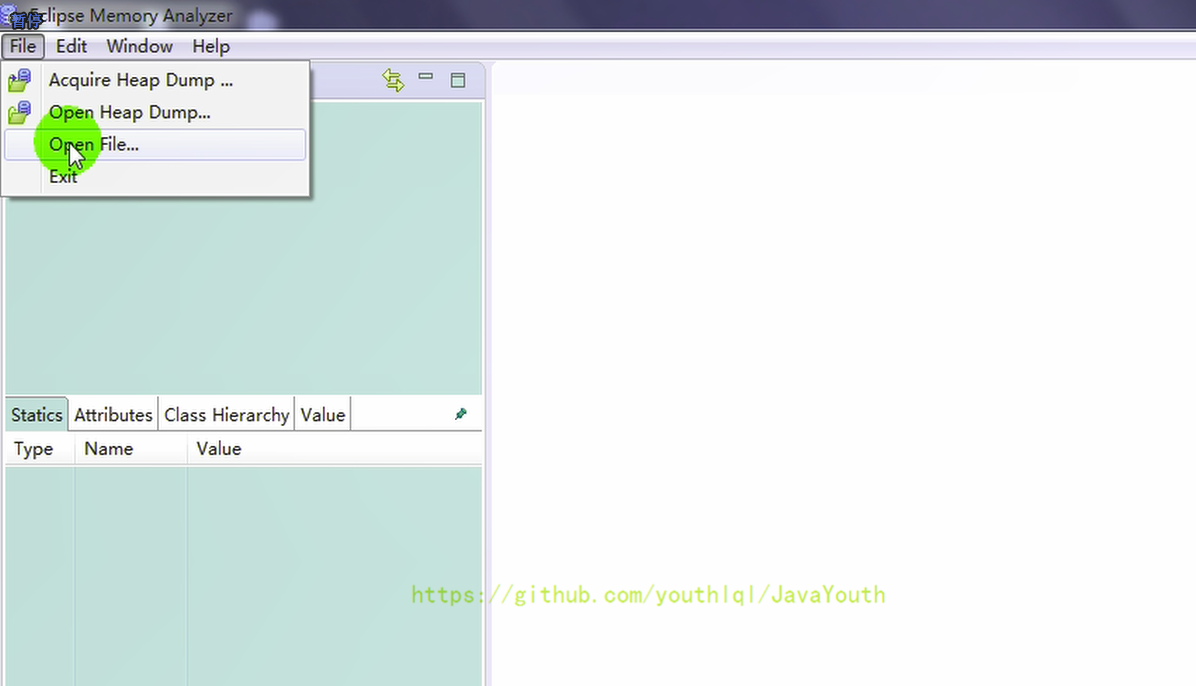 Eclipse Memory Analyzer
暂停
File Edit Window Help
Acquire Heap Dump ...
Open Heap Dump...
Open File...
Exit
Statics Attributes Class Hierarchy Value
Type Name Value
https://github.com/youthlql/JavaYouth